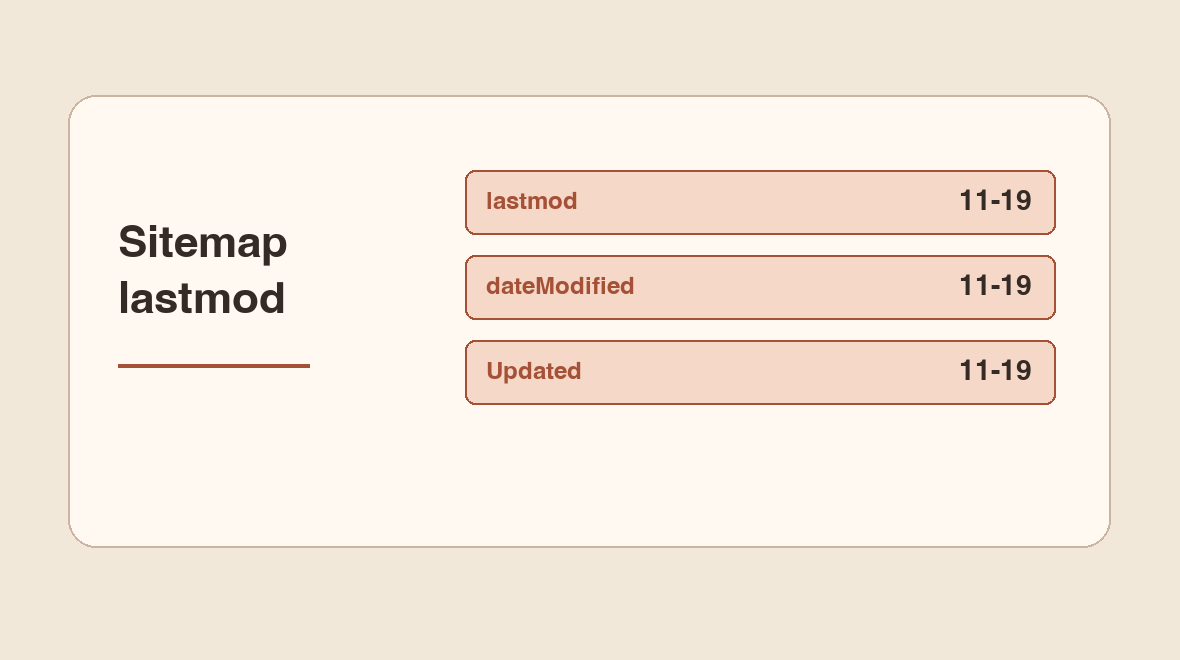 Sitemap
lastmod
lastmod 11-19
dateModified 11-19
Updated 11-19